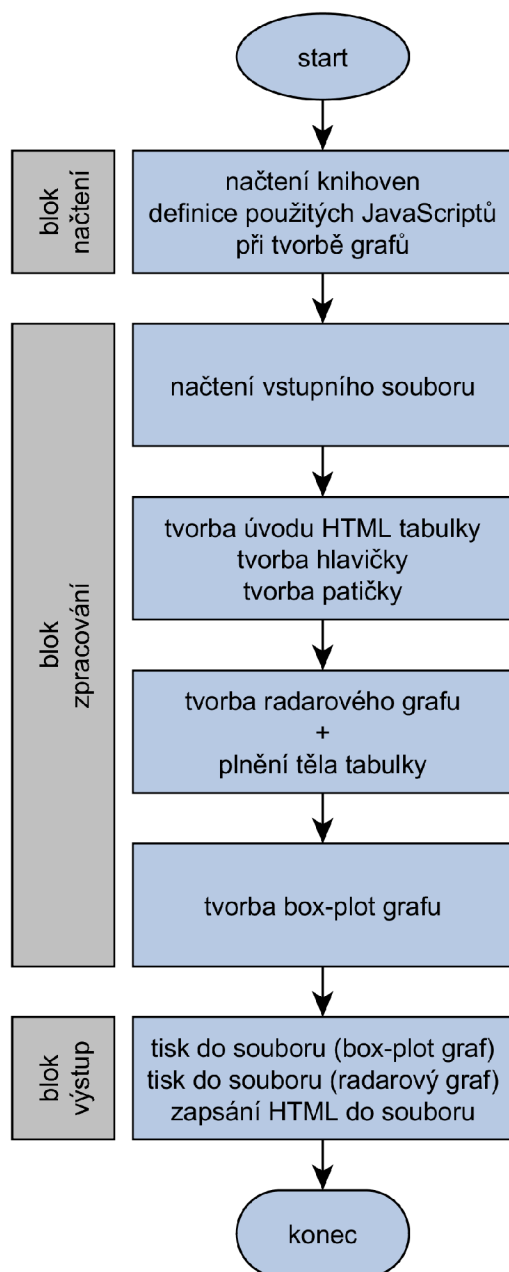 start
blok
načtení
načtení knihoven
definice použitých JavaScriptů
při tvorbě grafů
blok
zpracování
načtení vstupního souboru
tvorba úvodu HTML tabulky
tvorba hlavičky
tvorba patičky
tvorba radarového grafu
+
plnění těla tabulky
tvorba box-plot grafu
blok
výstup
tisk do souboru (box-plot graf)
tisk do souboru (radarový graf)
zapsání HTML do souboru
konec